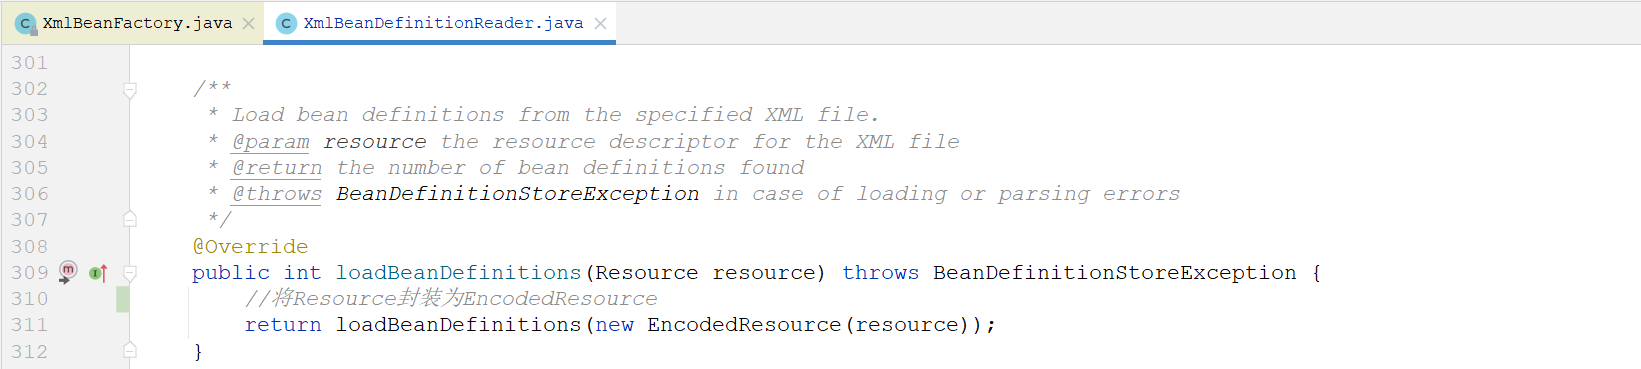 XmlBeanFactory.java XmlBeanDefinitionReader.java
301
302 /**
303 * Load bean definitions from the specified XML file.
304 * @param resource the resource descriptor for the XML file
305 * @return the number of bean definitions found
306 * @throws BeanDefinitionStoreException in case of loading or parsing errors
307 */
308 @Override
309 public int loadBeanDefinitions(Resource resource) throws BeanDefinitionStoreException {
310 //将Resource封装为EncodedResource
311 return loadBeanDefinitions(new EncodedResource(resource));
312 }